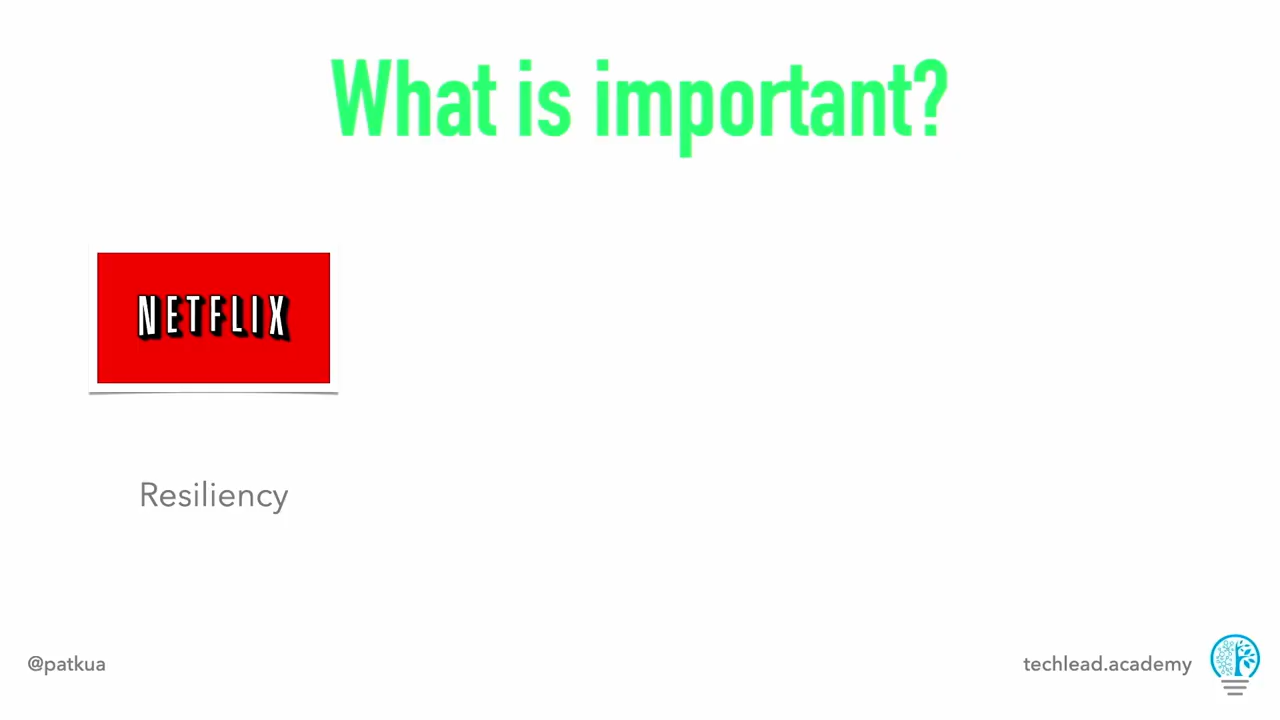 What is important?
NETFLIX
Resiliency
@patkua
techlead.academy